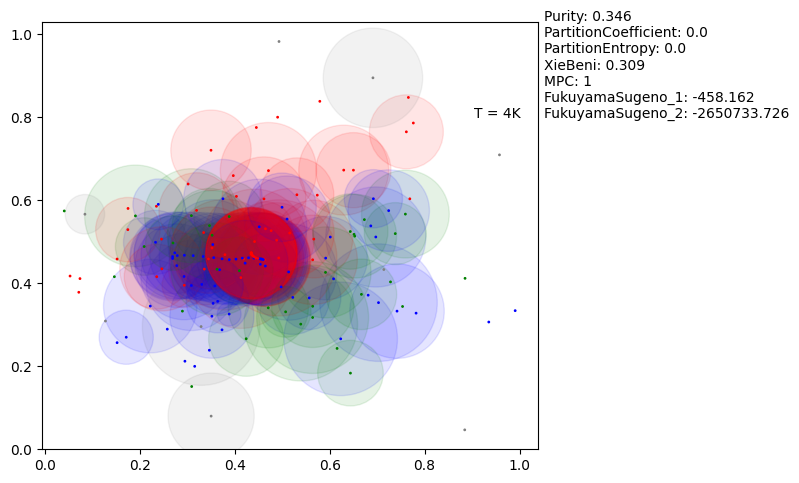 Purity: 0.346
PartitionCoefficient: 0.0
PartitionEntropy: 0.0
XieBeni: 0.309
MPC: 1
FukuyamaSugeno_1: -458.162
FukuyamaSugeno_2: -2650733.726
T = 4K
1.0
0.8
0.6
0.4
0.2
0.0
0.0 0.2 0.4 0.6 0.8 1.0